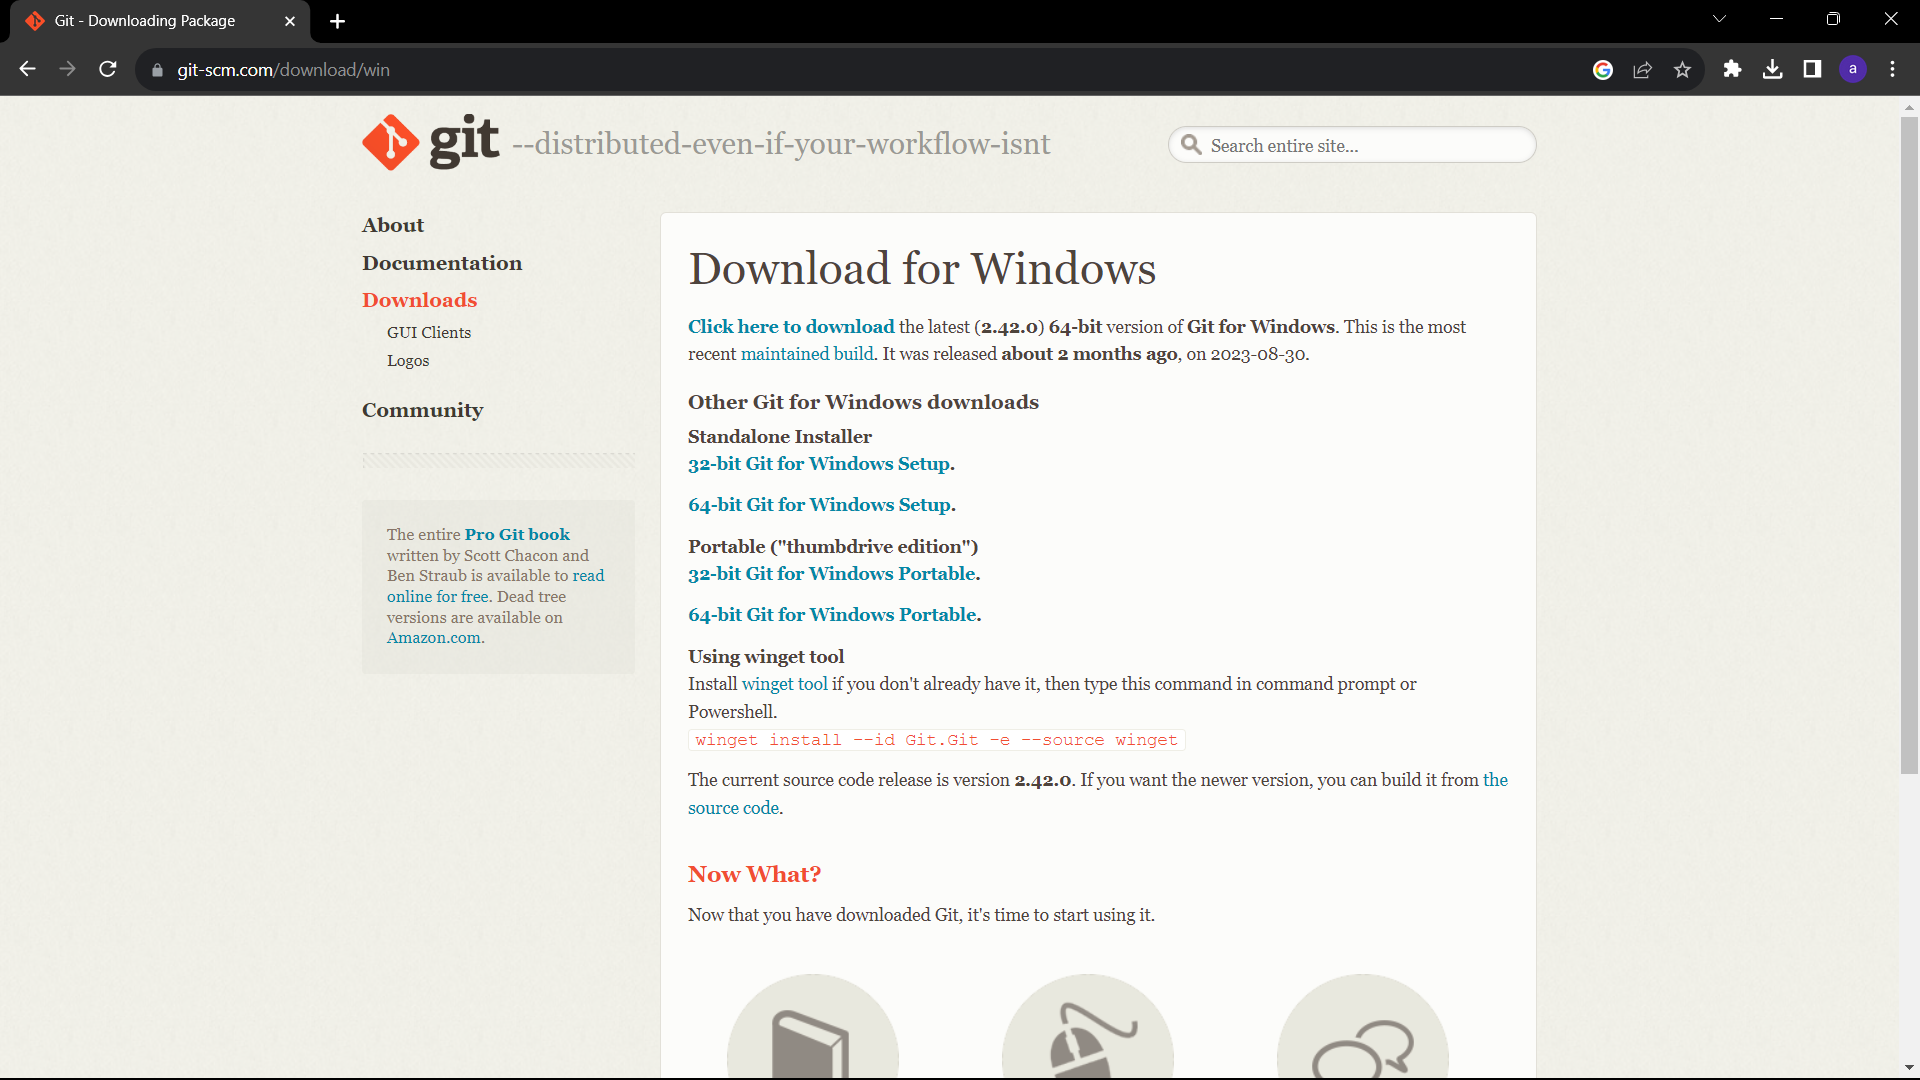 Git - Downloading Package
git-scm.com/download/win
a
git --distributed-even-if-your-workflow-isnt
Search entire site...
About
Documentation
Downloads
GUI Clients
Logos
Community
The entire Pro Git book
written by Scott Chacon and
Ben Straub is available to read
online for free. Dead tree
versions are available on
Amazon.com.
Download for Windows
Click here to download the latest (2.42.0) 64-bit version of Git for Windows. This is the most
recent maintained build. It was released about 2 months ago, on 2023-08-30.
Other Git for Windows downloads
Standalone Installer
32-bit Git for Windows Setup.
64-bit Git for Windows Setup.
Portable ("thumbdrive edition")
32-bit Git for Windows Portable.
64-bit Git for Windows Portable.
Using winget tool
Install winget tool if you don't already have it, then type this command in command prompt or
Powershell.
winget install --id Git.Git -e --source winget
The current source code release is version 2.42.0. If you want the newer version, you can build it from the
source code.
Now What?
Now that you have downloaded Git, it's time to start using it.